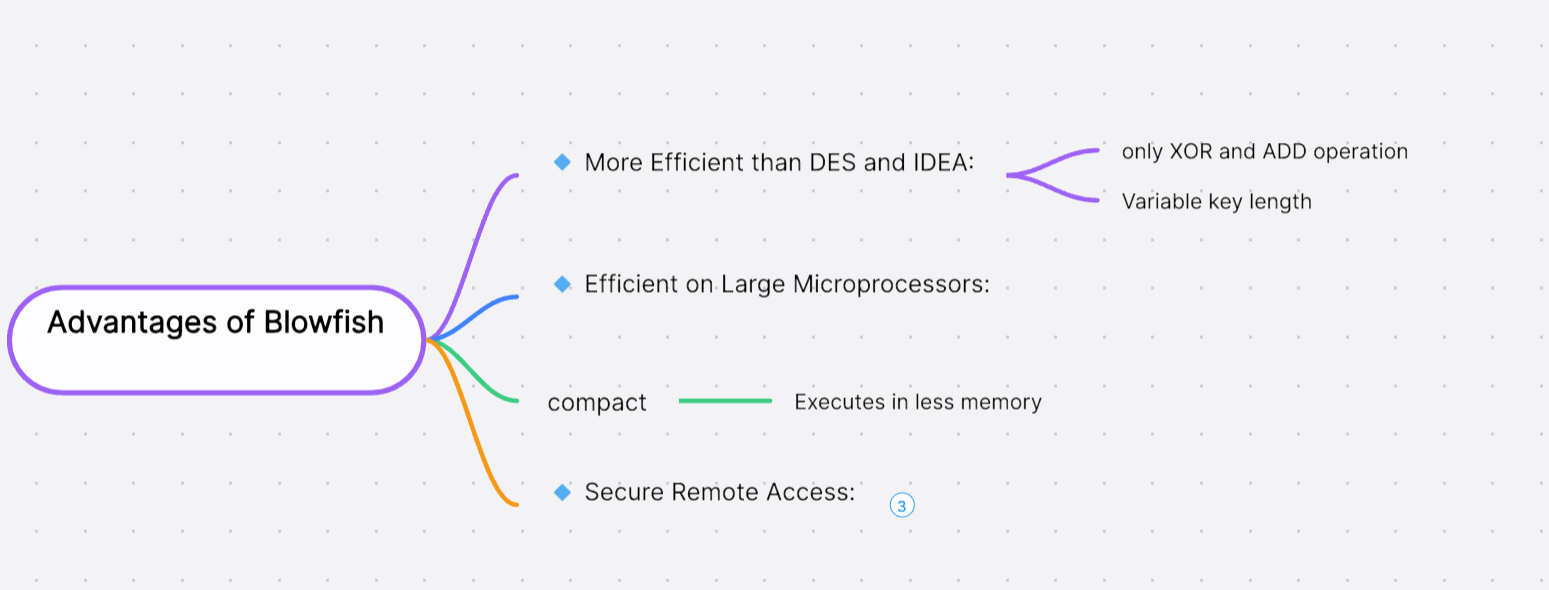 More Efficient than DES and IDEA:
only XOR and ADD operation
Variable key length
Efficient on Large Microprocessors:
Advantages of Blowfish
compact
Executes in less memory
Secure Remote Access:
3